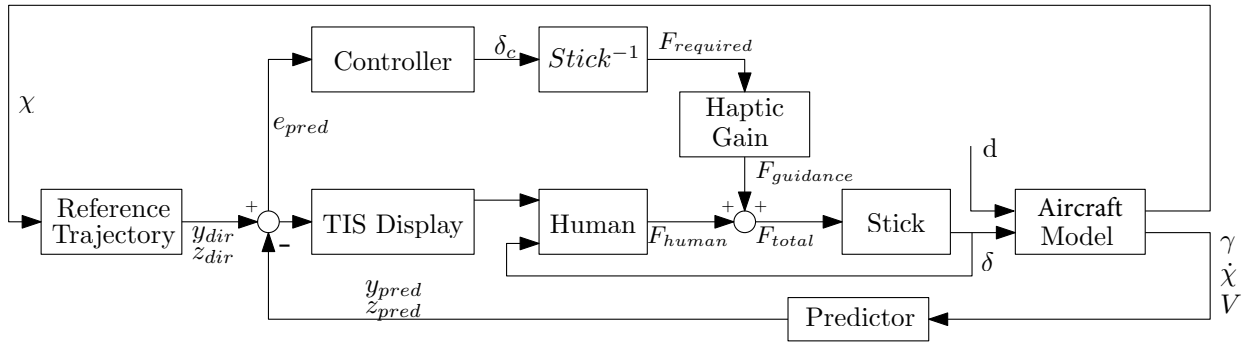 χ
Controller
δ_c
Stick⁻¹
F_required
Haptic
Gain
e_pred
F_guidance
d
Reference
Trajectory
+
y_dir
z_dir
-
TIS Display
Human
F_human
+
+
F_total
Stick
δ
Aircraft
Model
γ
χ̇
V
y_pred
z_pred
Predictor